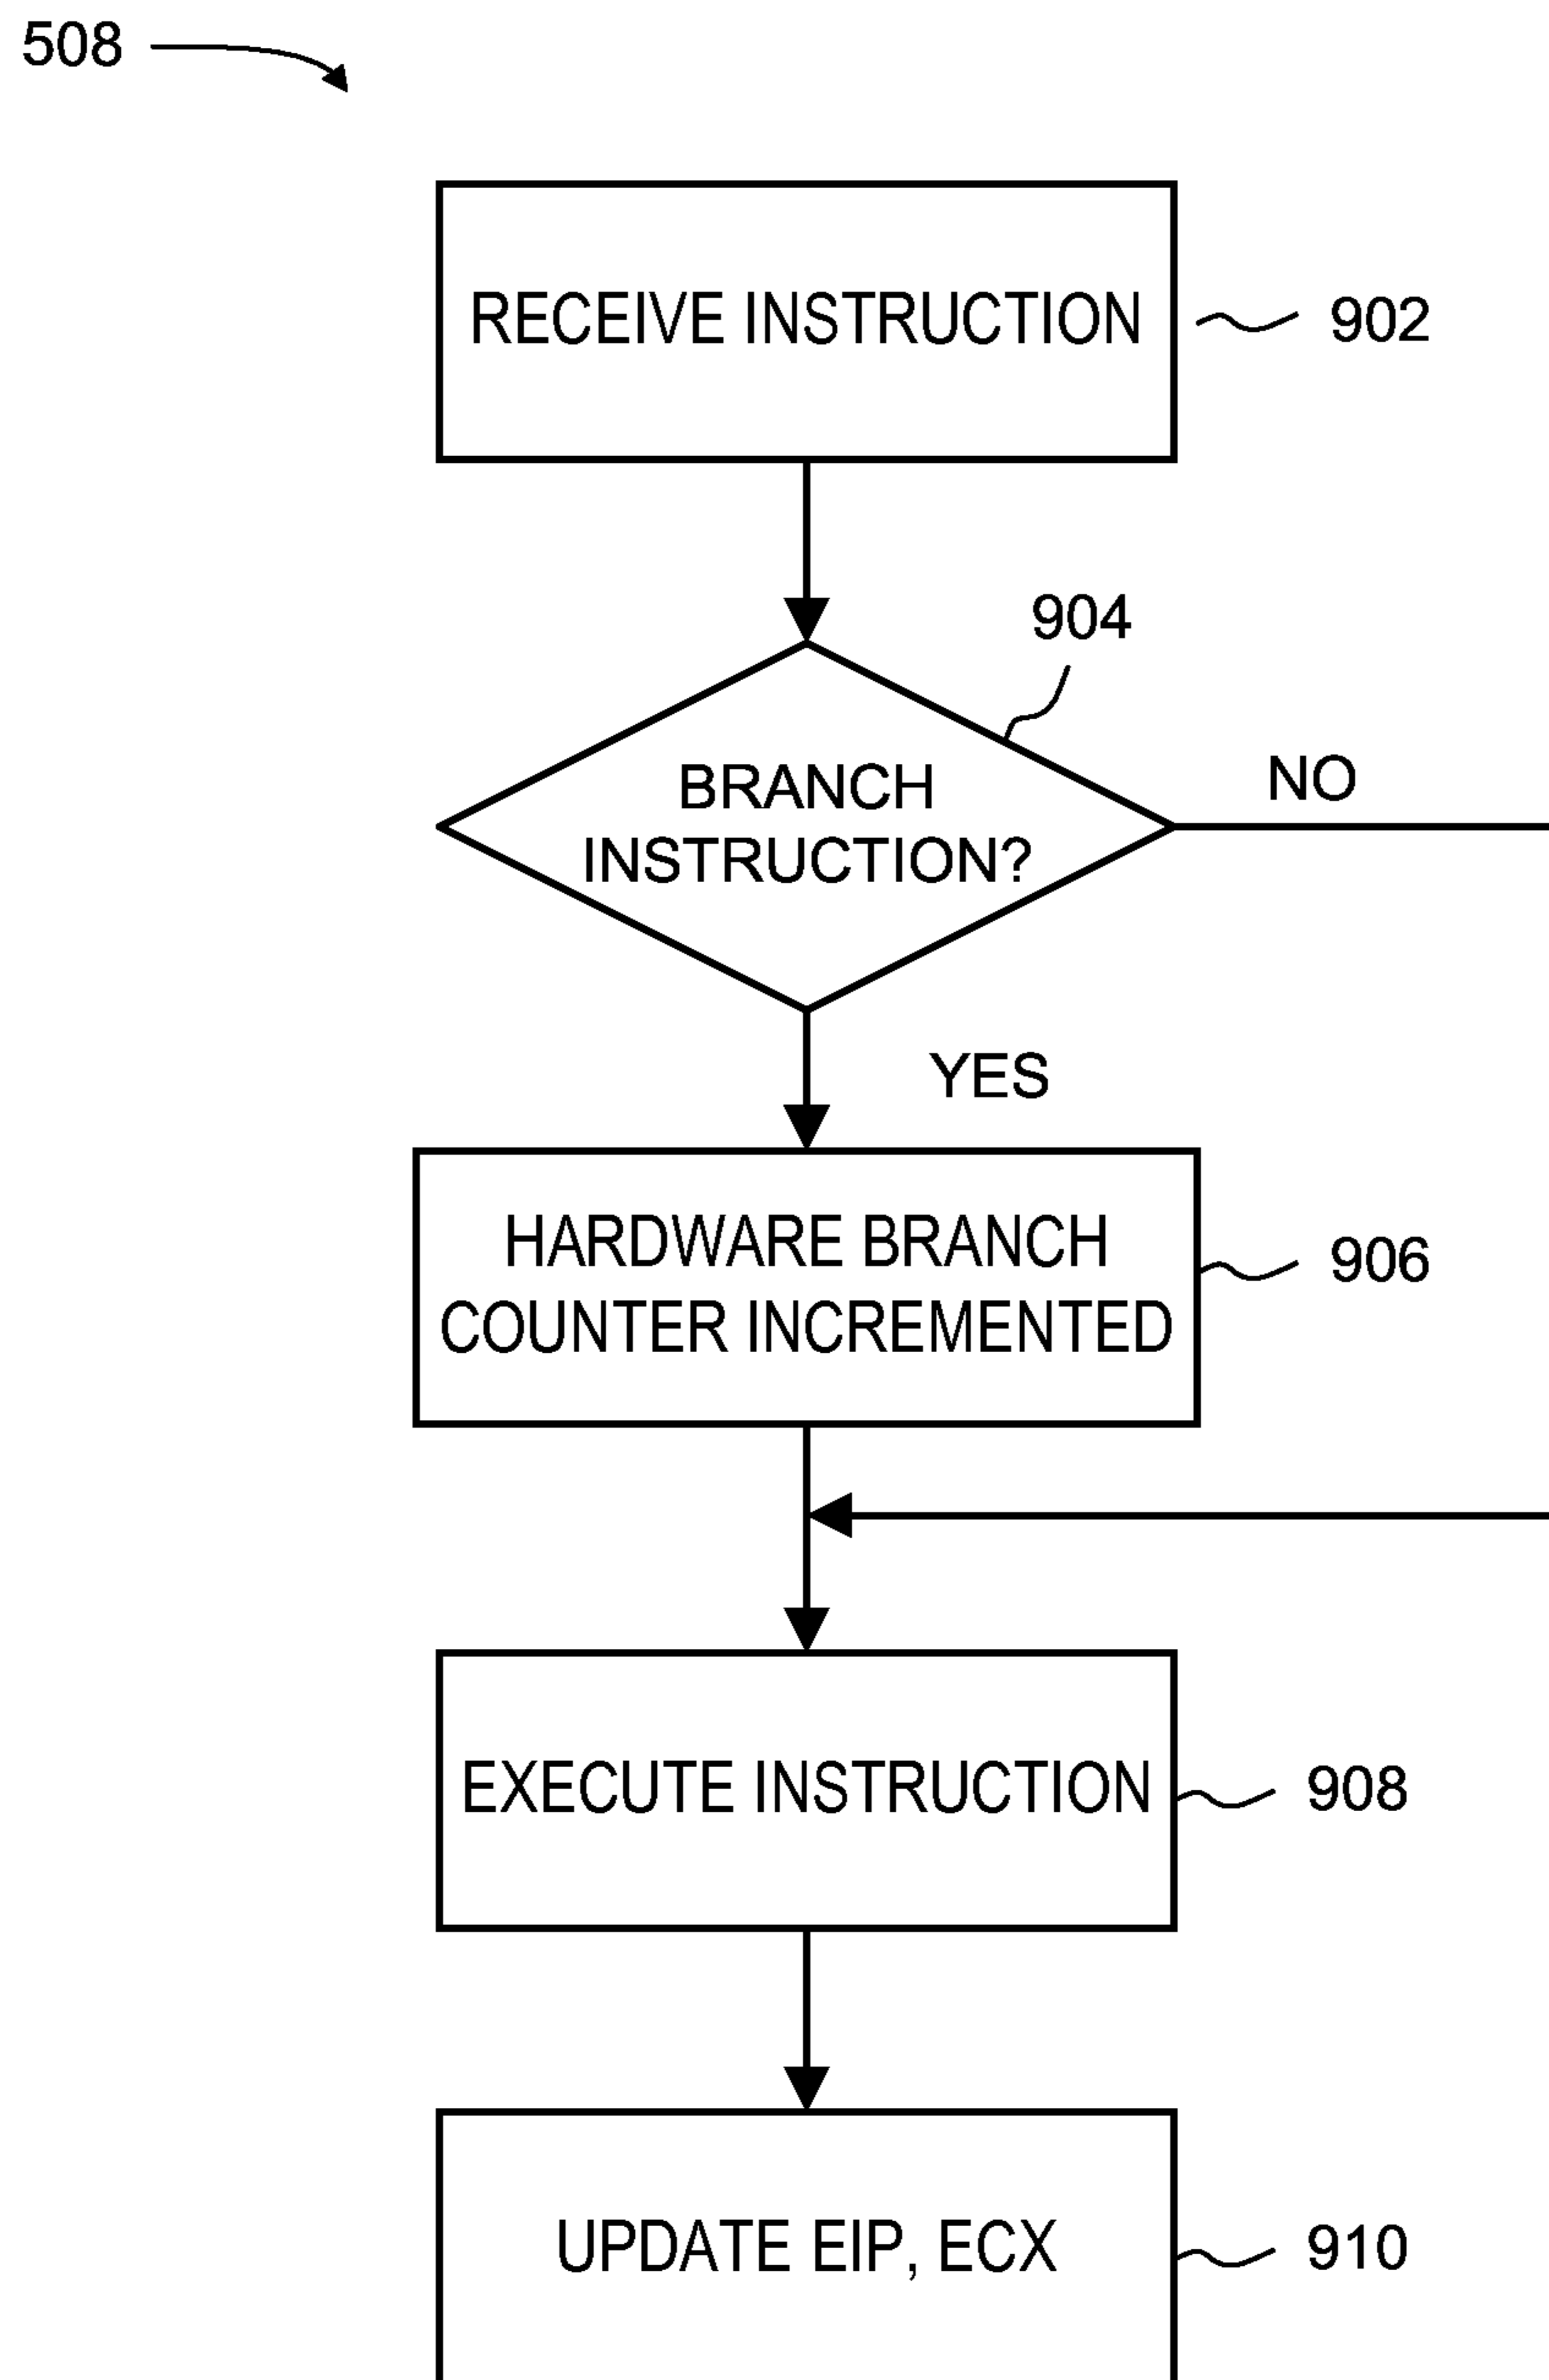 508
RECEIVE INSTRUCTION
902
904
BRANCH
INSTRUCTION?
NO
YES
HARDWARE BRANCH
COUNTER INCREMENTED
906
EXECUTE INSTRUCTION
908
UPDATE EIP, ECX
910